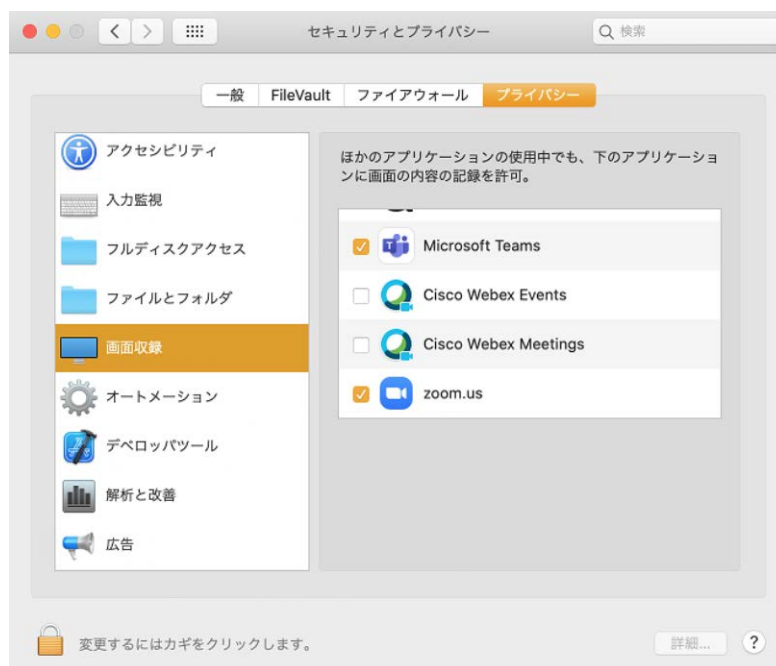 セキュリティとプライバシー
検索
一般
FileVault
ファイアウォール
プライバシー
アクセシビリティ
入力監視
フルディスクアクセス
ファイルとフォルダ
画面収録
オートメーション
デベロッパツール
解析と改善
広告
ほかのアプリケーションの使用中でも、下のアプリケーショ
ンに画面の内容の記録を許可。
Microsoft Teams
Cisco Webex Events
Cisco Webex Meetings
zoom.us
変更するにはカギをクリックします。
詳細...
?